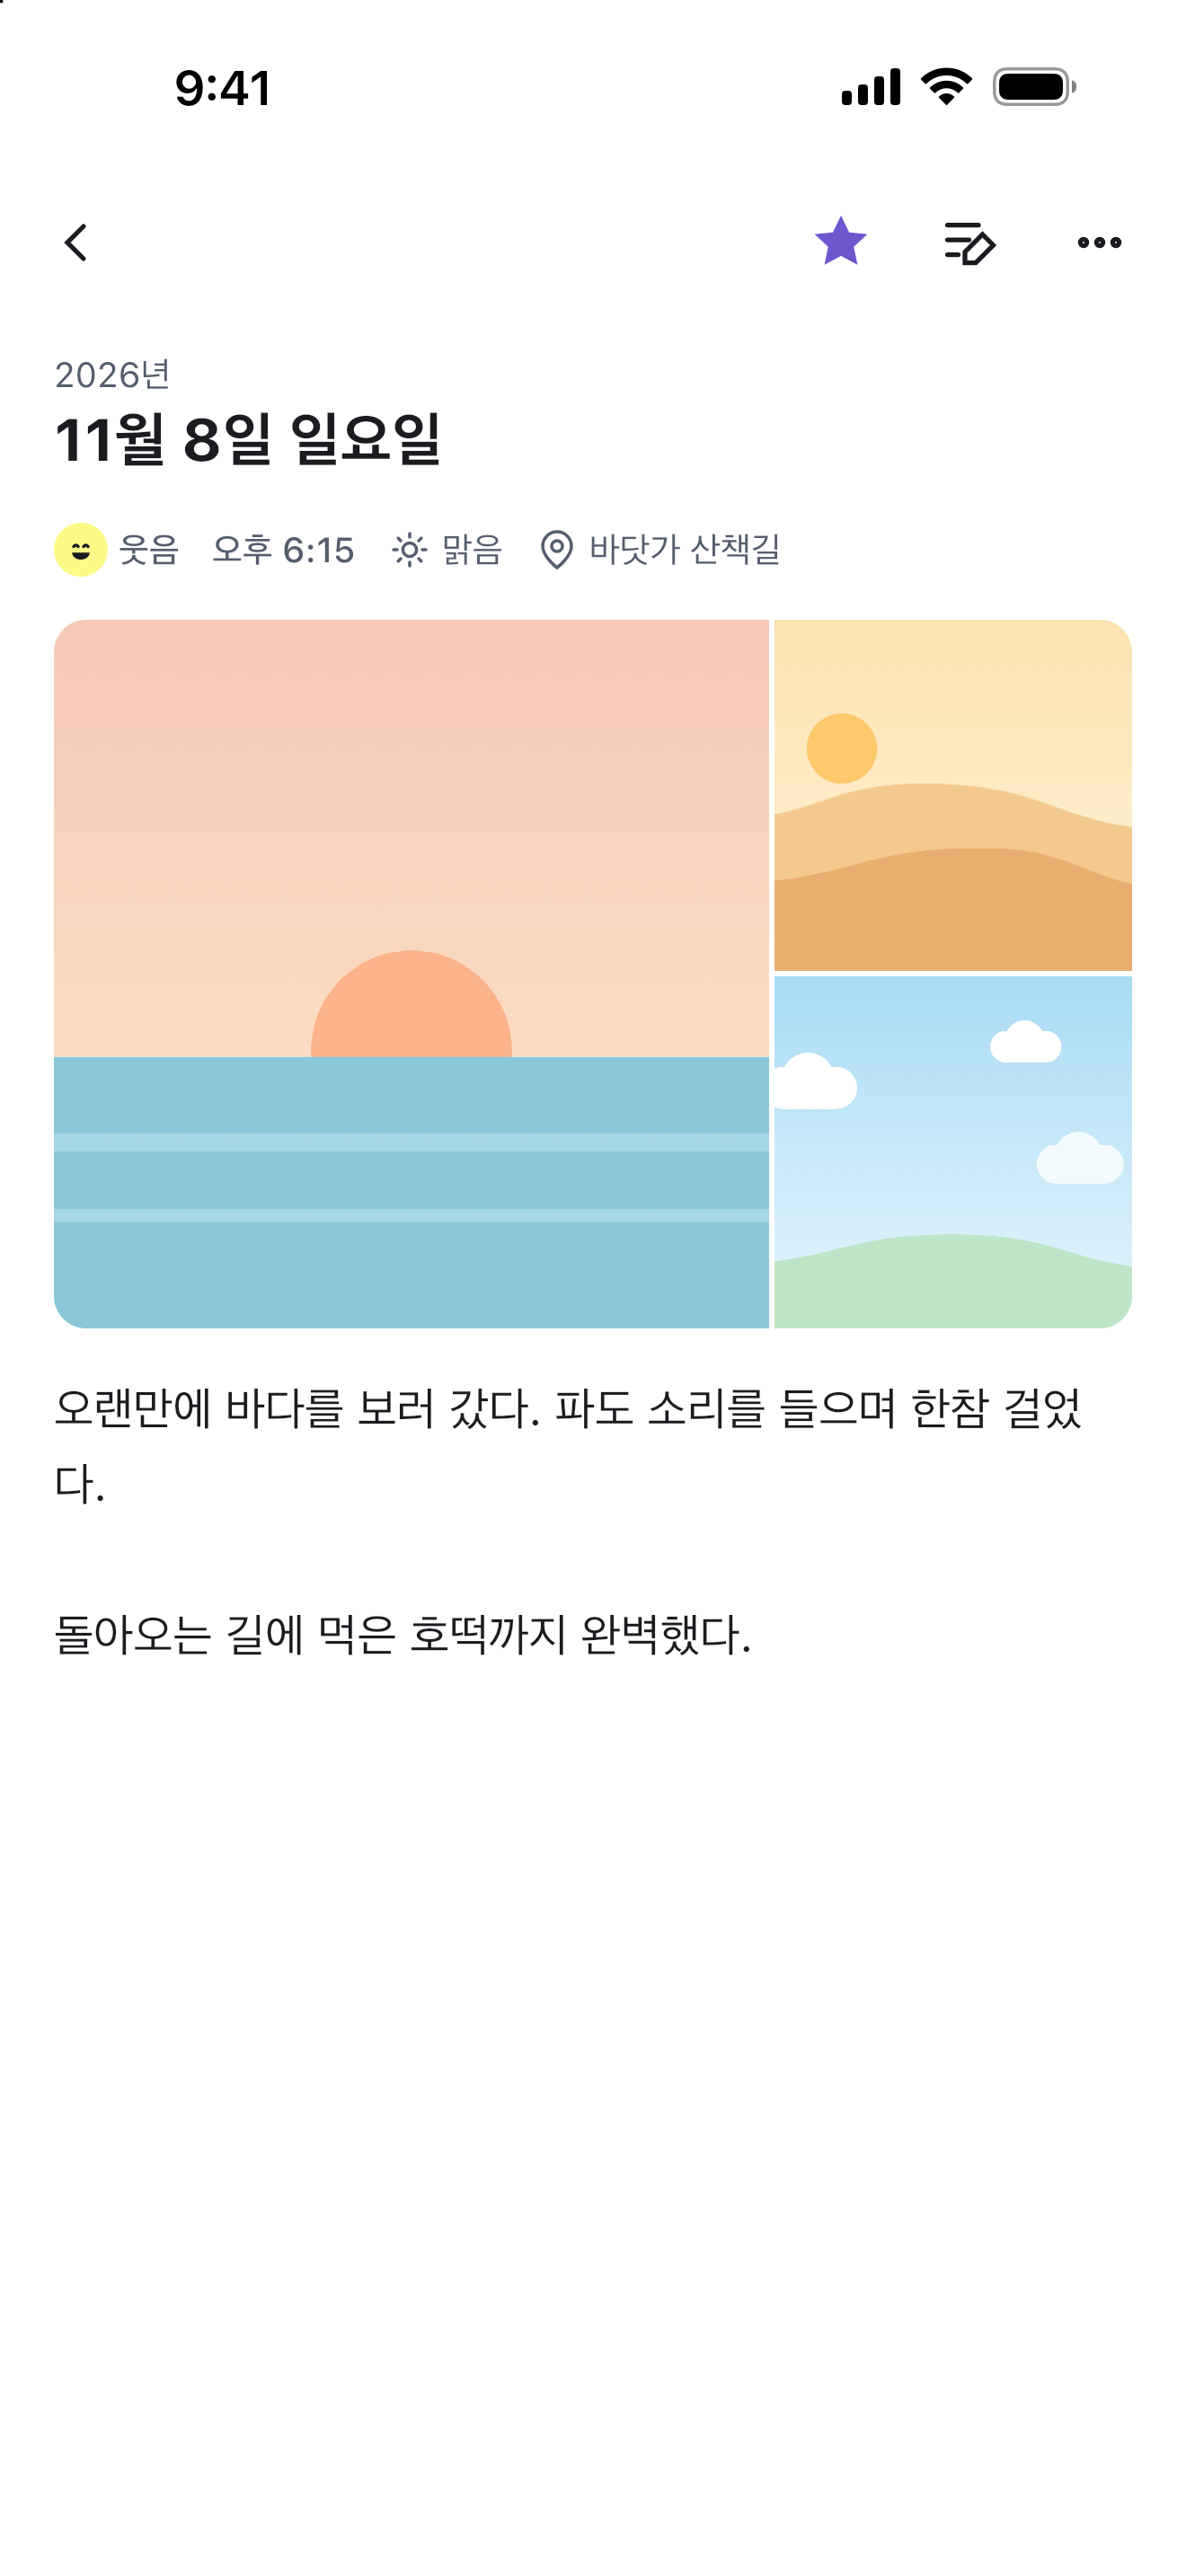 9:41
2026년
11월 8일 일요일
웃음 오후 6:15 맑음 바닷가 산책길
오랜만에 바다를 보러 갔다. 파도 소리를 들으며 한참 걸었
다.
돌아오는 길에 먹은 호떡까지 완벽했다.